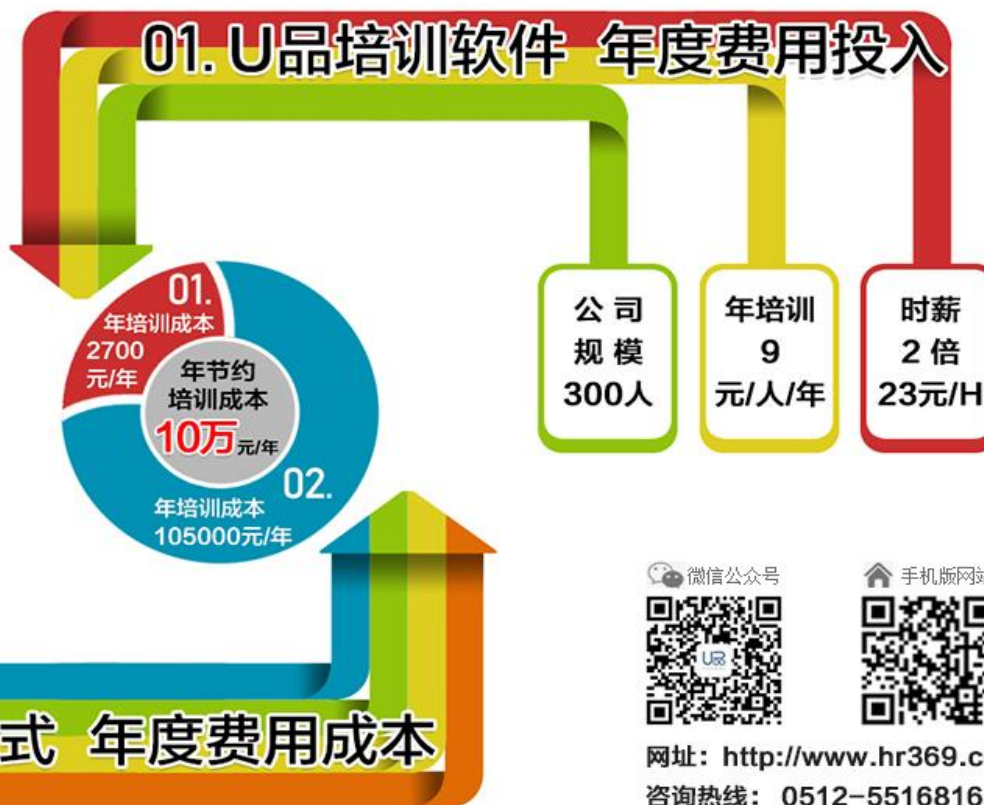 01. U品培训软件 年度费用投入
01.
年培训成本
2700
元/年
年节约
培训成本
10万元/年
02.
年培训成本
105000元/年
公司
规模
300人
年培训
9
元/人/年
时薪
2倍
23元/H
式 年度费用成本
微信公众号
手机版网站
UR
网址：http://www.hr369.c
咨询热线：0512-5516816